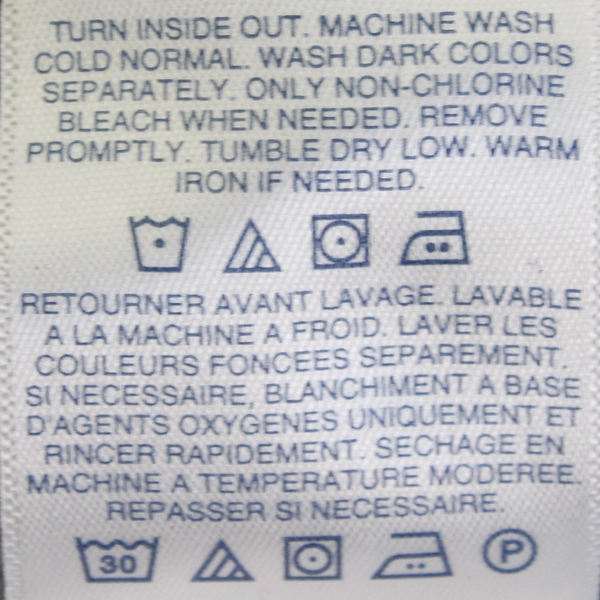 TURN INSIDE OUT. MACHINE WASH
COLD NORMAL. WASH DARK COLORS
SEPARATELY. ONLY NON-CHLORINE
BLEACH WHEN NEEDED. REMOVE
PROMPTLY. TUMBLE DRY LOW. WARM
IRON IF NEEDED.
RETOURNER AVANT LAVAGE. LAVABLE
A LA MACHINE A FROID. LAVER LES
COULEURS FONCEES SEPAREMENT.
SI NECESSAIRE, BLANCHIMENT A BASE
D'AGENTS OXYGENES UNIQUEMENT ET
RINCER RAPIDEMENT. SECHAGE EN
MACHINE A TEMPERATURE MODEREE.
REPASSER SI NECESSAIRE.
30 P